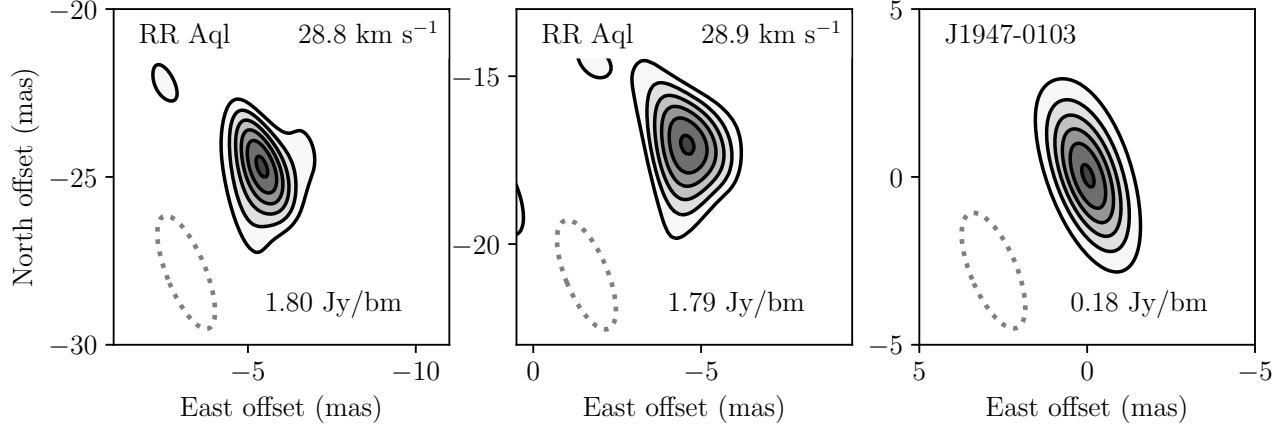 −20
−25
−30
North offset (mas)
RR Aql 28.8 km s⁻¹
1.80 Jy/bm
−5 −10
East offset (mas)
−15
−20
RR Aql 28.9 km s⁻¹
1.79 Jy/bm
0 −5
East offset (mas)
5
0
−5
J1947-0103
0.18 Jy/bm
5 0 −5
East offset (mas)